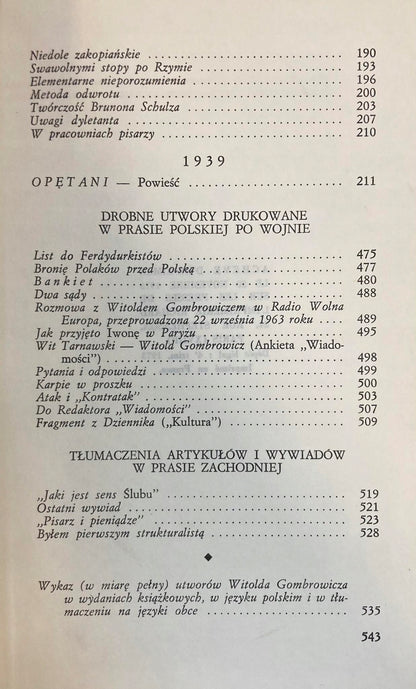 Niedole zakopiańskie 190
Swawolnymi stopy po Rzymie 193
Elementarne nieporozumienia 196
Metoda odwrotu 200
Twórczość Brunona Schulza 203
Uwagi dyletanta 207
W pracowniach pisarzy 210
1939
OPĘTANI — Powieść 211
DROBNE UTWORY DRUKOWANE
W PRASIE POLSKIEJ PO WOJNIE
List do Ferdydurkistów 475
Bronię Polaków przed Polską 477
Bankiet 480
Dwa sądy 488
Rozmowa z Witoldem Gombrowiczem w Radio Wolna
Europa, przeprowadzona 22 września 1963 roku 489
Jak przyjęto Iwonę w Paryżu 495
Wit Tarnawski — Witold Gombrowicz (Ankieta „Wiado-
mości") 498
Pytania i odpowiedzi 499
Karpie w proszku 500
Atak i „Kontratak" 503
Do Redaktora „Wiadomości" 507
Fragment z Dziennika („Kultura") 509
TŁUMACZENIA ARTYKUŁÓW I WYWIADÓW
W PRASIE ZACHODNIEJ
„Jaki jest sens Ślubu" 519
Ostatni wywiad 521
„Pisarz i pieniądze" 523
Byłem pierwszym strukturalistą 528
Wykaz (w miarę pełny) utworów Witolda Gombrowicza
w wydaniach książkowych, w języku polskim i w tłu-
maczeniu na języki obce 535
543